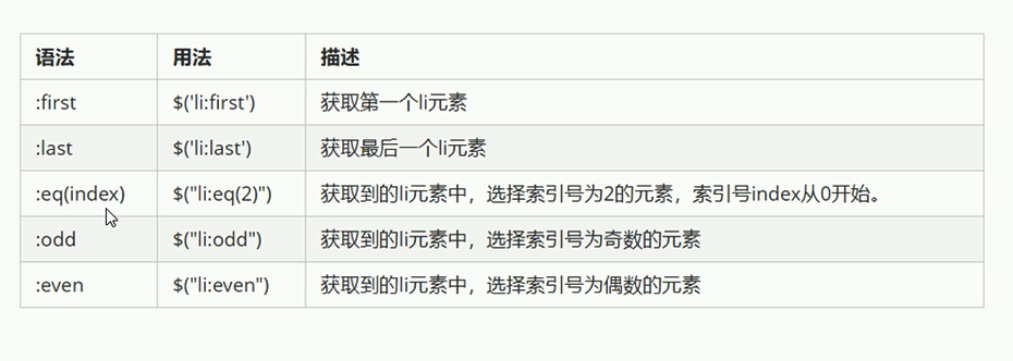 语法 用法 描述
:first $('li:first') 获取第一个li元素
:last $('li:last') 获取最后一个li元素
:eq(index) $("li:eq(2)") 获取到的li元素中，选择索引号为2的元素，索引号index从0开始。
:odd $("li:odd") 获取到的li元素中，选择索引号为奇数的元素
:even $("li:even") 获取到的li元素中，选择索引号为偶数的元素